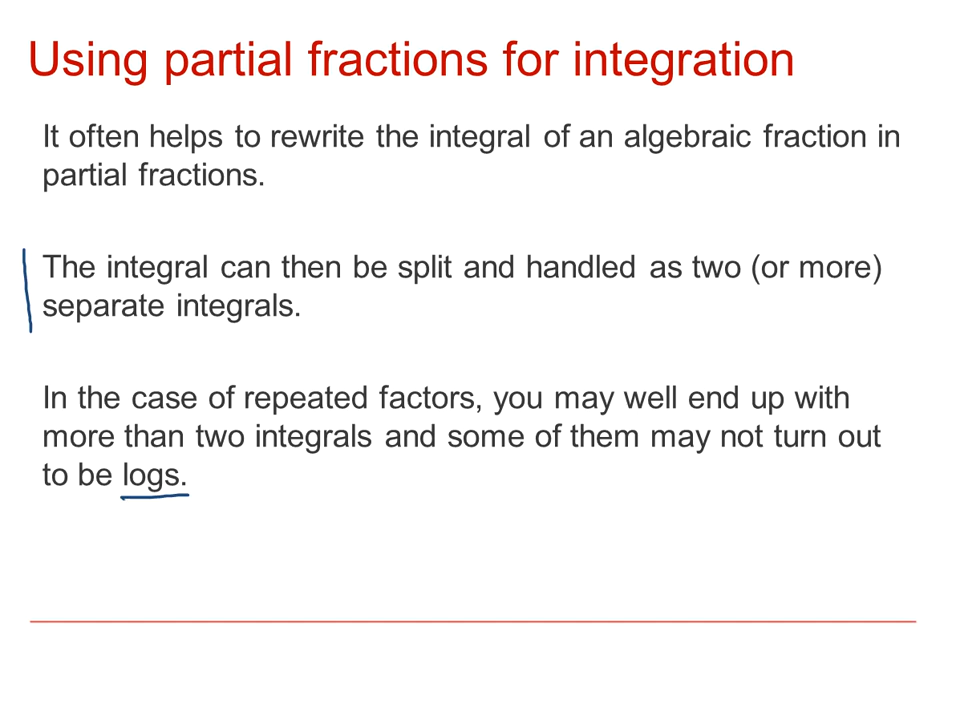 Using partial fractions for integration
It often helps to rewrite the integral of an algebraic fraction in
partial fractions.
The integral can then be split and handled as two (or more)
separate integrals.
In the case of repeated factors, you may well end up with
more than two integrals and some of them may not turn out
to be logs.